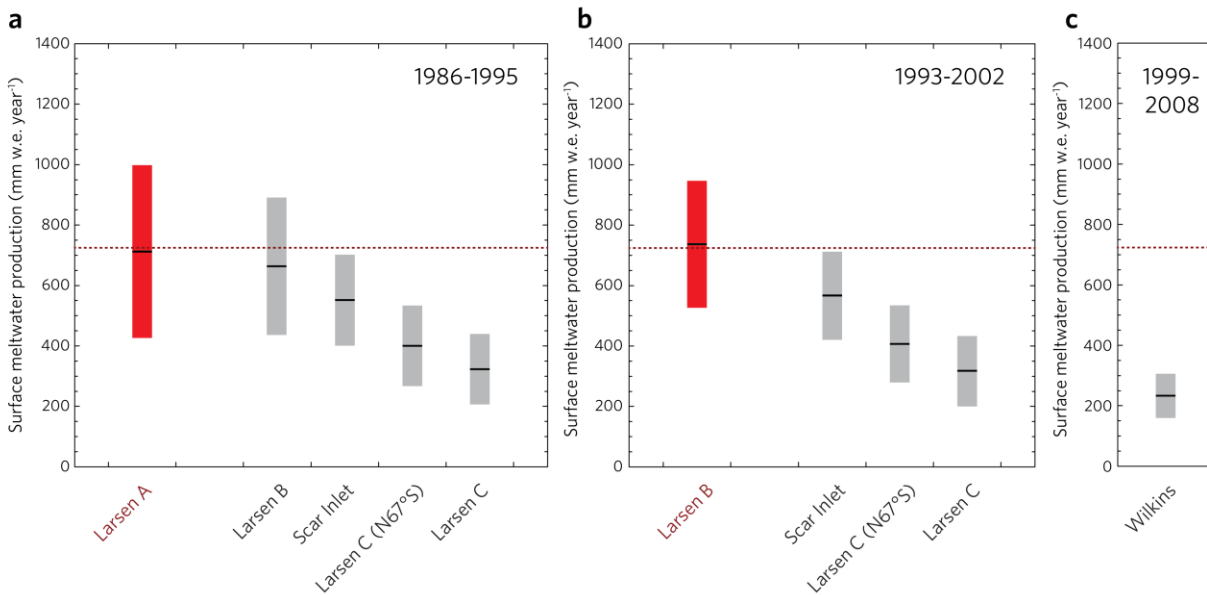 a
1400
1200
1000
800
600
400
200
0
Surface meltwater production (mm w.e. year⁻¹)
1986-1995
Larsen A
Larsen B
Scar Inlet
Larsen C (N67°S)
Larsen C
b
1400
1200
1000
800
600
400
200
0
Surface meltwater production (mm w.e. year⁻¹)
1993-2002
Larsen B
Scar Inlet
Larsen C (N67°S)
Larsen C
c
1400
1200
1000
800
600
400
200
0
Surface meltwater production (mm w.e. year⁻¹)
1999-
2008
Wilkins